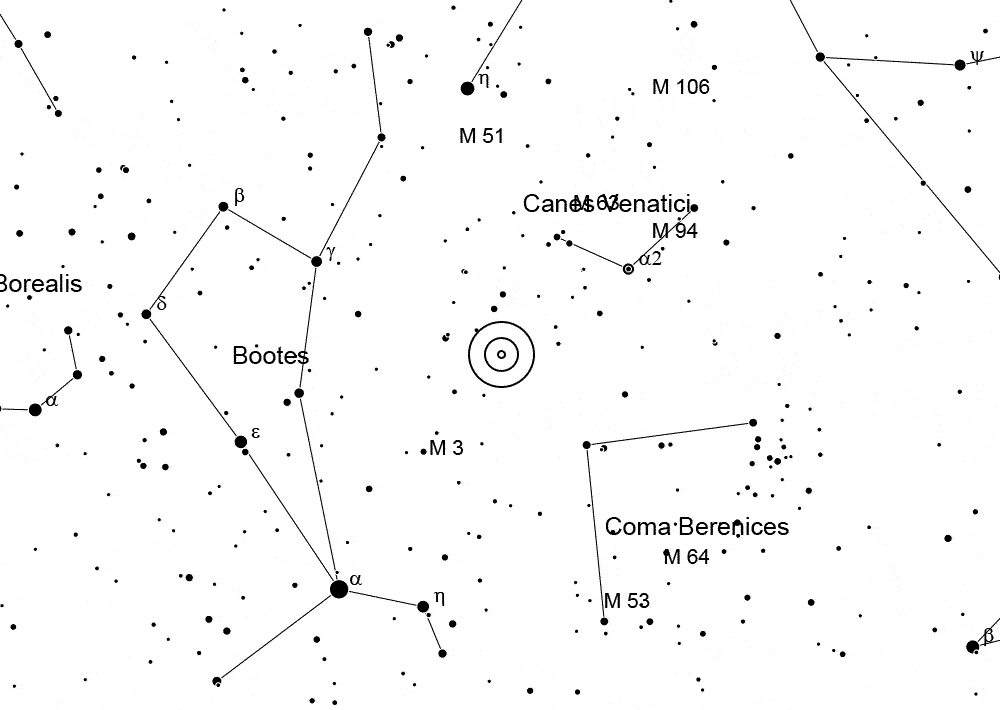 ψ
η
M 106
M 51
β
Canes Venatici
M 63
M 94
γ
α2
Borealis
δ
Bootes
α
ε
M 3
Coma Berenices
M 64
α
η
M 53
β